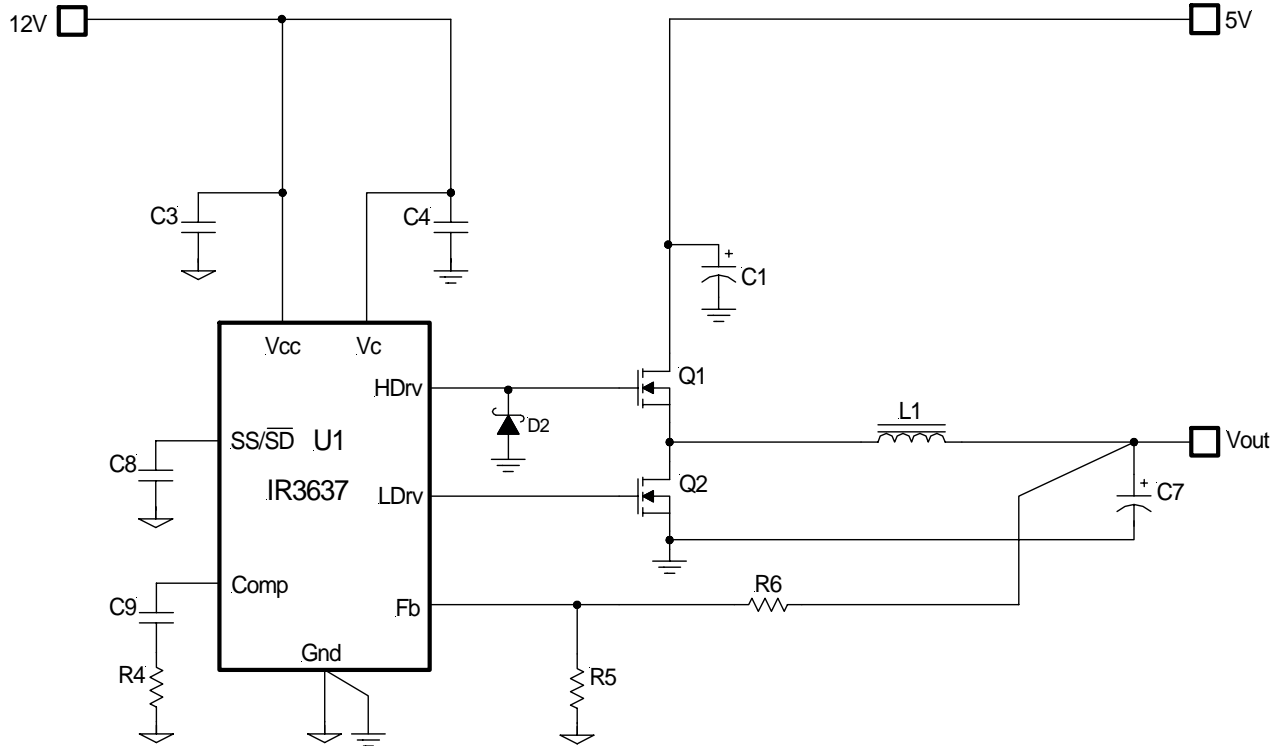 12V
5V
C3
C4
+
C1
Vcc
Vc
HDrv
Q1
D2
L1
SS/SD
U1
Vout
C8
IR3637
LDrv
Q2
+
C7
Comp
R6
C9
Fb
Gnd
R4
R5